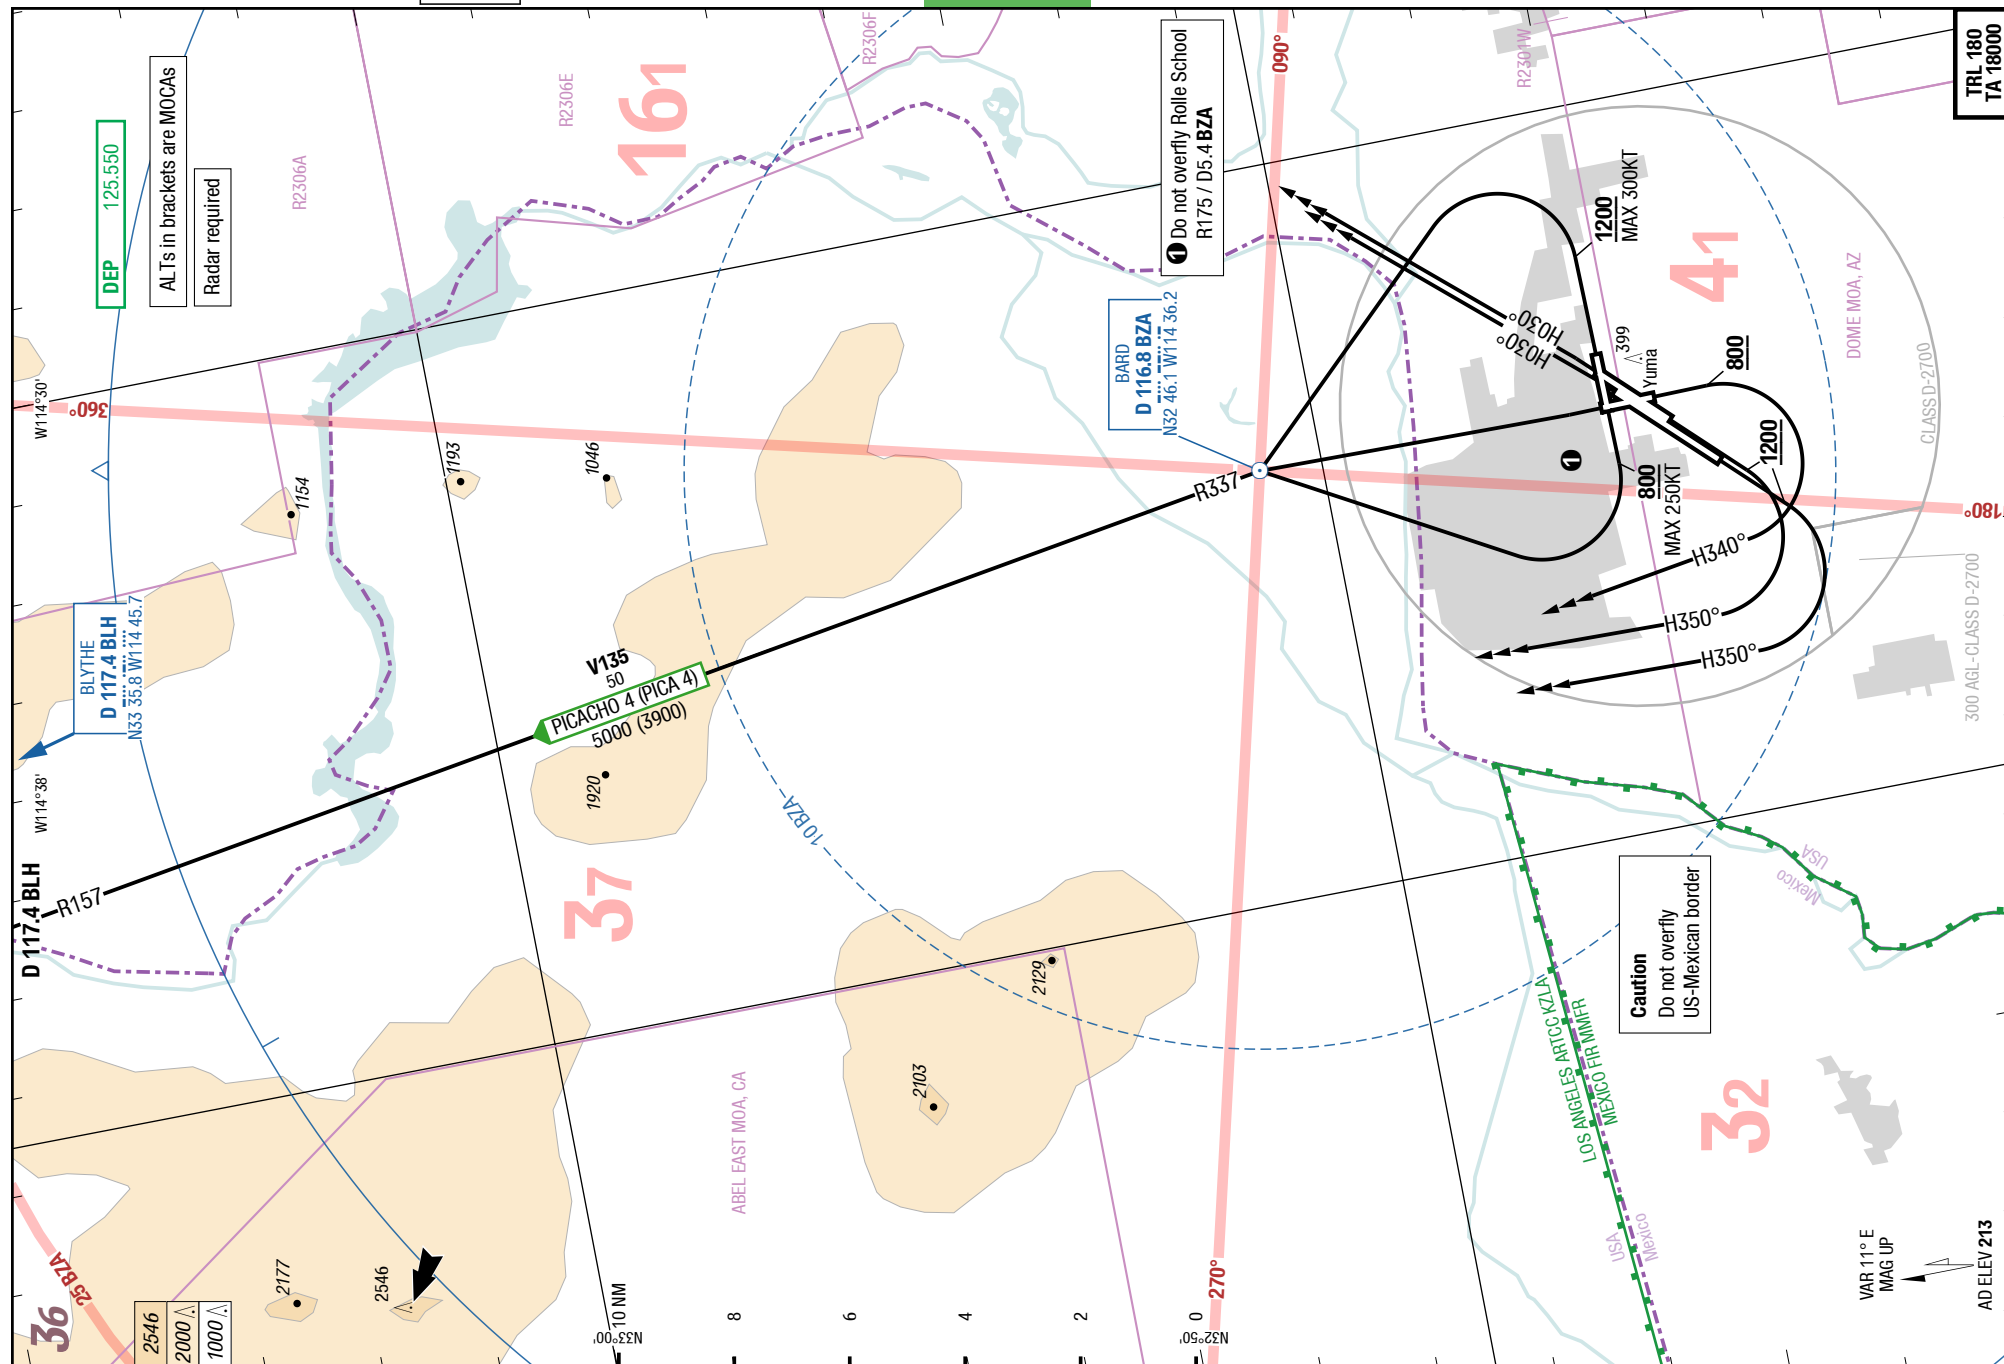 DEP 125.550
ALTs in brackets are MOCAs
Radar required
R2306A
R2306E
R2306F
R2301W
161
TRL 180
TA 18000
❶ Do not overfly Rolle School
R175 / D5.4 BZA
090°
W114°30'
360°
1154
1193
1046
BARD
D 116.8 BZA
N32 46.1 W114 36.2
1200
MAX 300KT
41
DOME MOA, AZ
H030°
H030°
399
Yuma
800
1200
❶
800
MAX 250KT
CLASS D-2700
180°
H340°
H350°
H350°
300 AGL-CLASS D-2700
BLYTHE
D 117.4 BLH
N33 35.8 W114 45.7
W114°38'
R337
V135
50
PICACHO 4 (PICA 4)
5000 (3900)
1920
10 BZA
D 117.4 BLH
R157
37
2129
2103
ABEL EAST MOA, CA
Caution
Do not overfly
US-Mexican border
USA
Mexico
LOS ANGELES ARTCC KZLA
MEXICO FIR MMFR
32
USA
Mexico
25 BZA
36
2177
2546
2546
2000
1000
N33°00'
10 NM
8
6
4
2
0
N32°50'
270°
VAR 11° E
MAG UP
AD ELEV 213